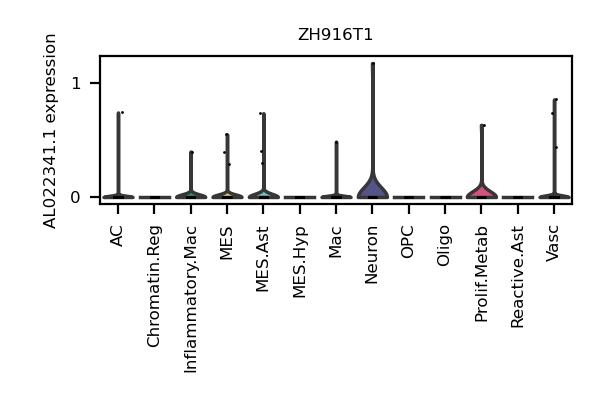 ZH916T1
AL022341.1 expression
1
0
AC
Chromatin.Reg
Inflammatory.Mac
MES
MES.Ast
MES.Hyp
Mac
Neuron
OPC
Oligo
Prolif.Metab
Reactive.Ast
Vasc